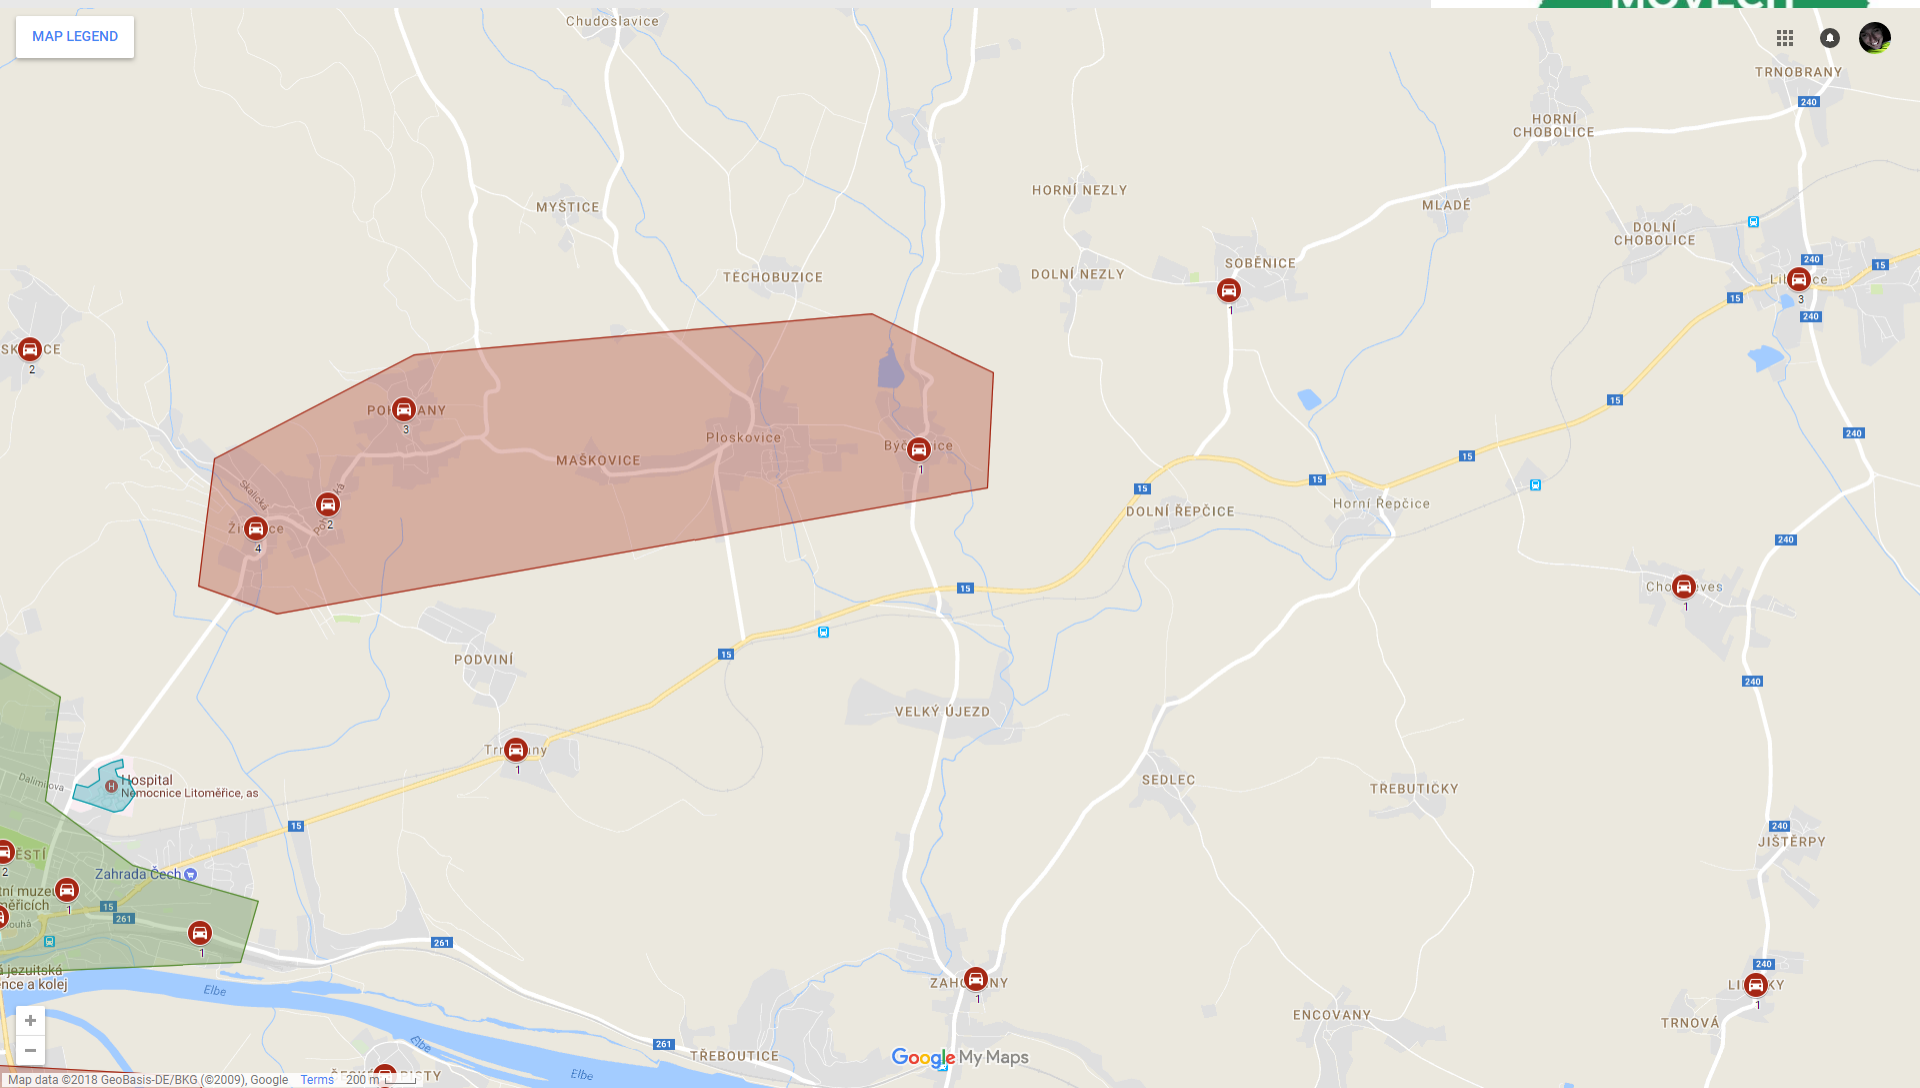 MAP LEGEND
Chudoslavice
TRNOBRANY
240
HORNÍ
CHOBOLICE
HORNÍ NEZLY
MYŠTICE
MLADÉ
DOLNÍ
CHOBOLICE
TĚCHOBUZICE
DOLNÍ NEZLY
SOBĚNICE
240
15
1
15
3
240
2
15
3
Ploskovice
240
MAŠKOVICE
15
1
15
15
Skalická
2
DOLNÍ ŘEPČICE
Horní Řepčice
4
240
15
1
15
PODVINÍ
240
VELKÝ ÚJEZD
1
Dalimilova
Hospital
Nemocnice Litoměřice, as
SEDLEC
TŘEBUTIČKY
15
240
JIŠTĚRPY
2
Zahrada Čech
1
15
261
1
261
240
Elbe
1
1
ENCOVANY
TRNOVÁ
Elbe
261
TŘEBOUTICE
Google My Maps
Elbe
Map data ©2018 GeoBasis-DE/BKG (©2009), Google
Terms
200 m